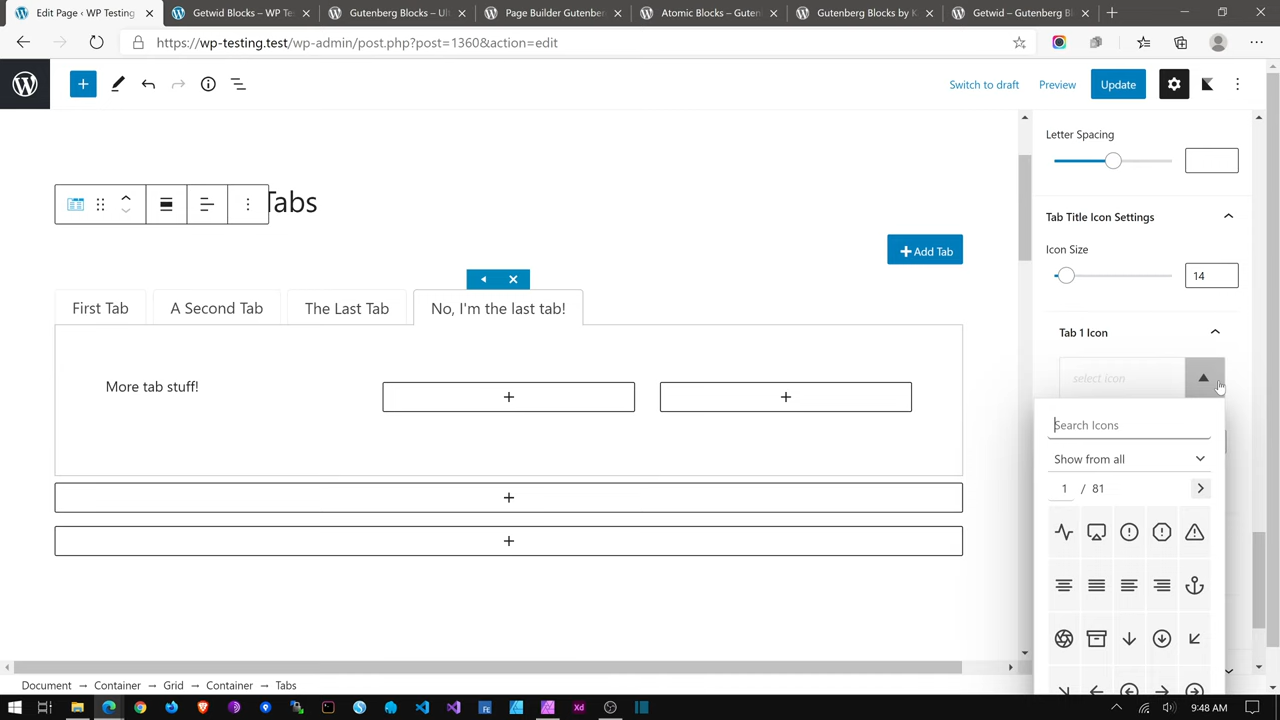 Edit Page ‹ WP Testing
Getwid Blocks – WP Te
Gutenberg Blocks – Ul
Page Builder Gutenber
Atomic Blocks – Guten
Gutenberg Blocks by K
Getwid – Gutenberg Bl
https://wp-testing.test/wp-admin/post.php?post=1360&action=edit
Switch to draft
Preview
Update
Letter Spacing
Tabs
Tab Title Icon Settings
Add Tab
Icon Size
14
First Tab
A Second Tab
The Last Tab
No, I'm the last tab!
Tab 1 Icon
More tab stuff!
select icon
Search Icons
Show from all
1 / 81
Document → Container → Grid → Container → Tabs
9:48 AM